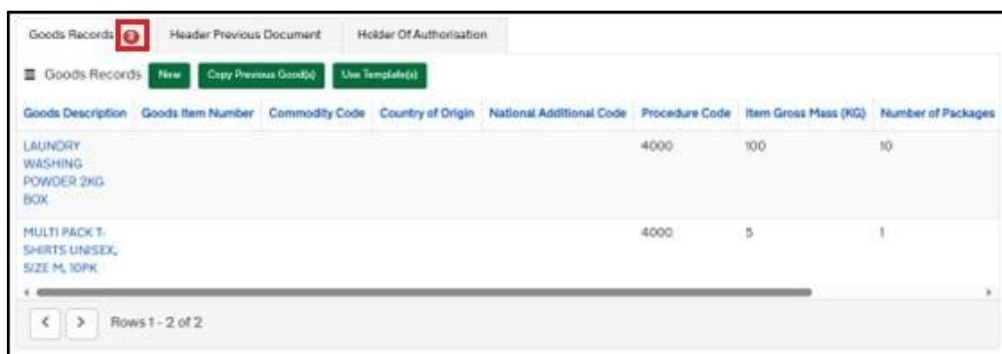 Goods Records Header Previous Document Holder Of Authorisation
Goods Records New Copy Previous Good(s) Use Template(s)
Goods Description Goods Item Number Commodity Code Country of Origin National Additional Code Procedure Code Item Gross Mass (KG) Number of Packages
LAUNDRY 4000 100 10
WASHING
POWDER 2KG
BOX
MULTI PACK T- 4000 5 1
SHIRTS UNISEX,
SIZE M, 10PK
Rows 1 - 2 of 2